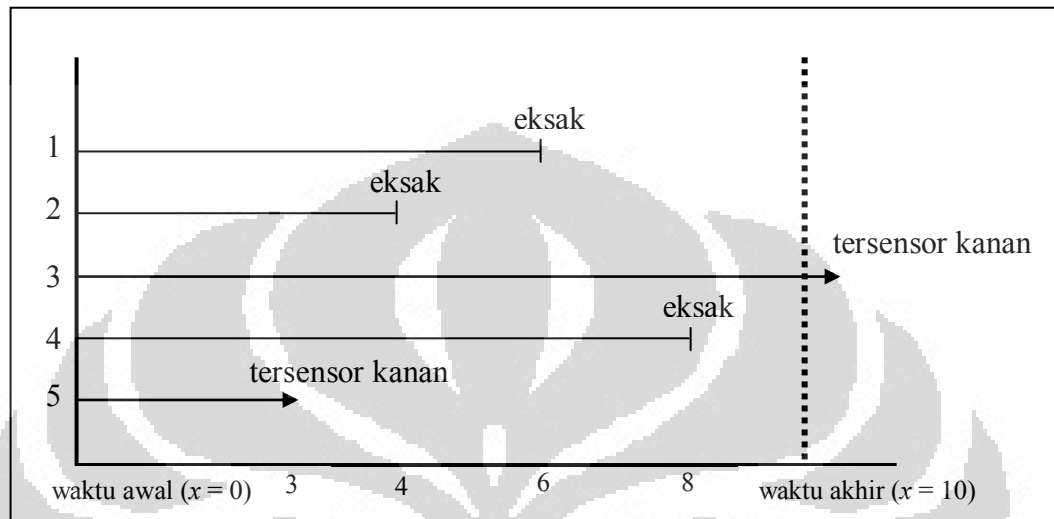 eksak
1
eksak
2
tersensor kanan
3
eksak
4
tersensor kanan
5
waktu awal (x = 0) 3 4 6 8 waktu akhir (x = 10)